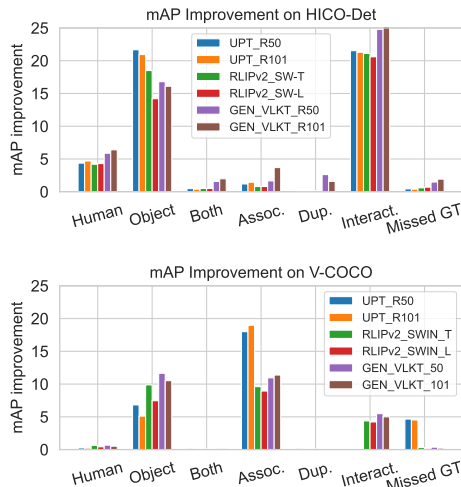 mAP Improvement on HICO-Det
mAP improvement
25
20
15
10
5
0
UPT_R50
UPT_R101
RLIPv2_SW-T
RLIPv2_SW-L
GEN_VLKT_R50
GEN_VLKT_R101
Human Object Both Assoc. Dup. Interact. Missed GT
mAP Improvement on V-COCO
mAP improvement
25
20
15
10
5
0
UPT_R50
UPT_R101
RLIPv2_SWIN_T
RLIPv2_SWIN_L
GEN_VLKT_50
GEN_VLKT_101
Human Object Both Assoc. Dup. Interact. Missed GT